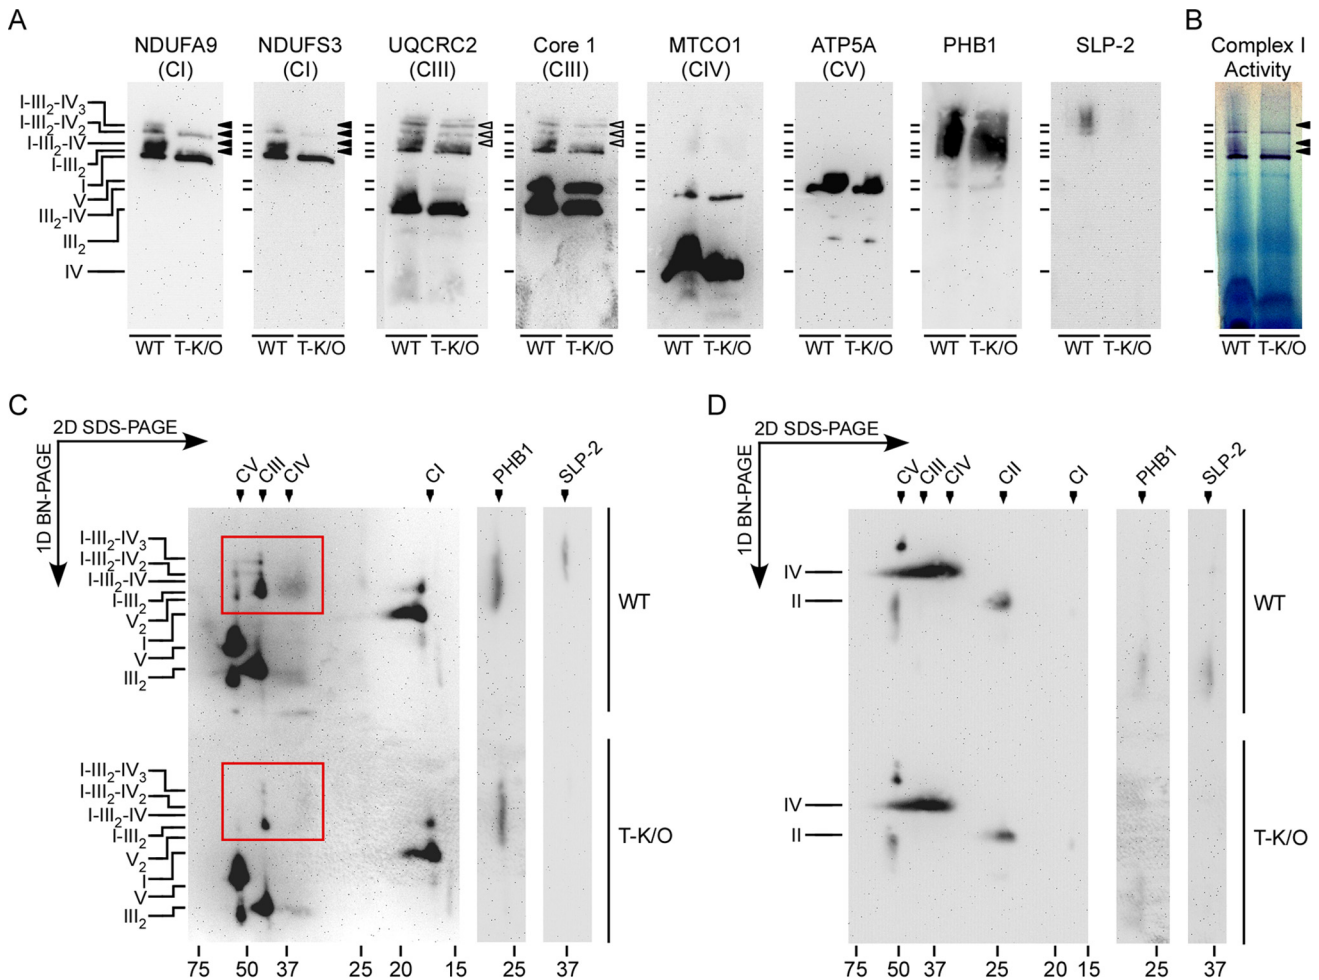 A
B
NDUFA9 NDUFS3 UQCRC2 Core 1 MTCO1 ATP5A PHB1 SLP-2 Complex I
(CI) (CI) (CIII) (CIII) (CIV) (CV) Activity
I-III2-IV3
I-III2-IV2
I-III2-IV
I-III2
V2
I
V
III2-IV
III2
IV
WT T-K/O WT T-K/O WT T-K/O WT T-K/O WT T-K/O WT T-K/O WT T-K/O WT T-K/O WT T-K/O
C
2D SDS-PAGE
1D BN-PAGE
CV CIII CIV CI PHB1 SLP-2
I-III2-IV3
I-III2-IV2
I-III2-IV
I-III2
V2
I
V
III2
WT
I-III2-IV3
I-III2-IV2
I-III2-IV
I-III2
V2
I
V
III2
T-K/O
75 50 37 25 20 15 25 37
D
2D SDS-PAGE
1D BN-PAGE
CV CIII CIV CII CI PHB1 SLP-2
IV
II
WT
IV
II
T-K/O
75 50 37 25 20 15 25 37